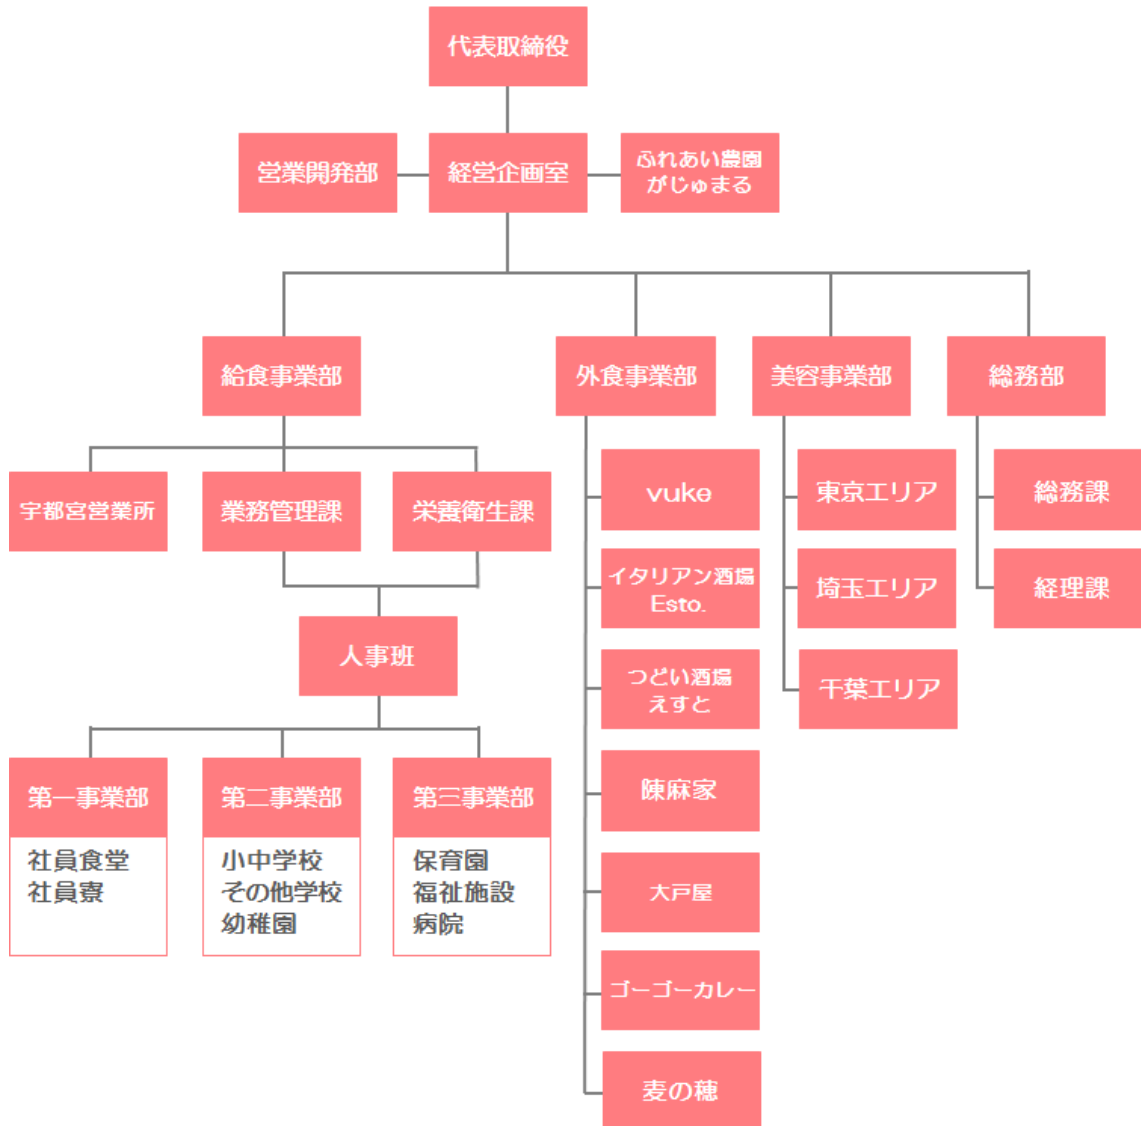 代表取締役
営業開発部
経営企画室
ふれあい農園
がじゅまる
給食事業部
外食事業部
美容事業部
総務部
宇都宮営業所
業務管理課
栄養衛生課
vuke
東京エリア
総務課
イタリアン酒場
Esto.
埼玉エリア
経理課
人事班
つどい酒場
えすと
千葉エリア
第一事業部
社員食堂
社員寮
第二事業部
小中学校
その他学校
幼稚園
第三事業部
保育園
福祉施設
病院
陳麻家
大戸屋
ゴーゴーカレー
麦の穂